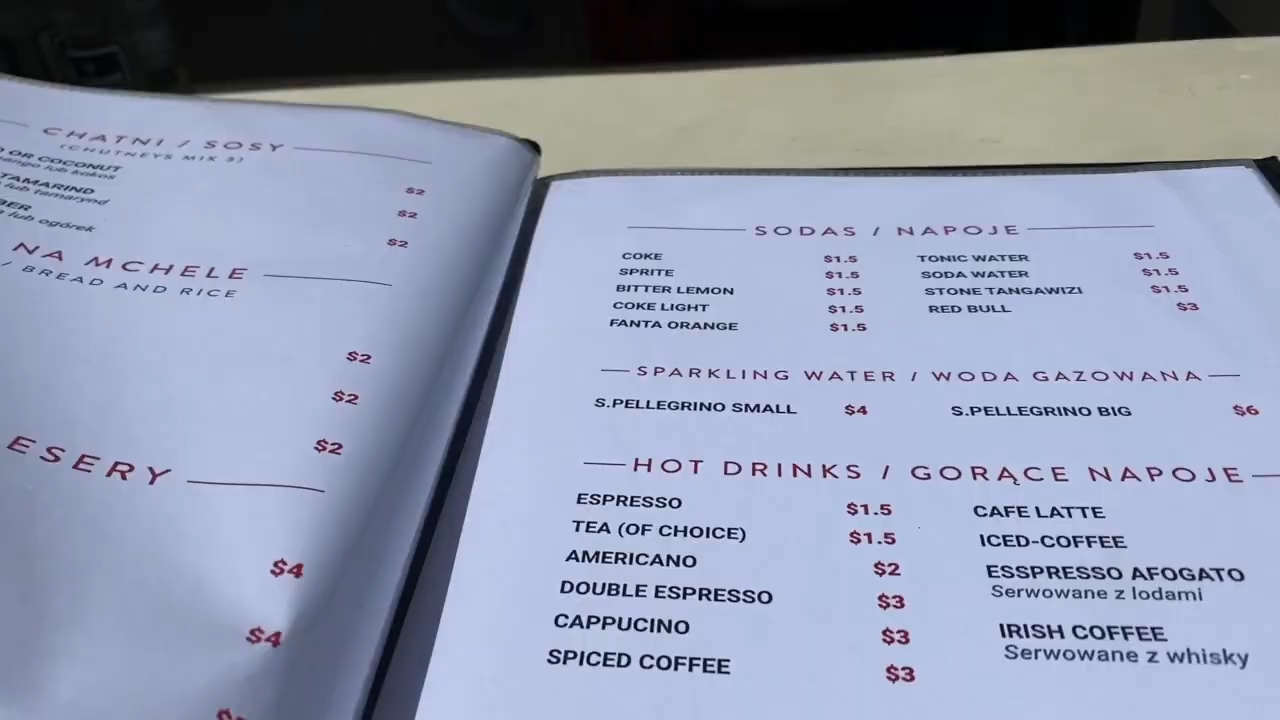 CHATNI / SOSY
(CHUTNEYS MIX 3)
OR COCONUT
lub kokos
$2
TAMARIND
lub tamarynd
$2
lub ogórek
$2
NA MCHELE
/ BREAD AND RICE
$2
$2
$2
ESERY
$4
$4
SODAS / NAPOJE
COKE $1.5 TONIC WATER $1.5
SPRITE $1.5 SODA WATER $1.5
BITTER LEMON $1.5 STONE TANGAWIZI $1.5
COKE LIGHT $1.5 RED BULL $3
FANTA ORANGE $1.5
SPARKLING WATER / WODA GAZOWANA
S.PELLEGRINO SMALL $4 S.PELLEGRINO BIG $6
HOT DRINKS / GORĄCE NAPOJE
ESPRESSO $1.5 CAFE LATTE
TEA (OF CHOICE) $1.5 ICED-COFFEE
AMERICANO $2 ESSPRESSO AFOGATO
Serwowane z lodami
DOUBLE ESPRESSO $3
CAPPUCINO $3 IRISH COFFEE
Serwowane z whisky
SPICED COFFEE $3